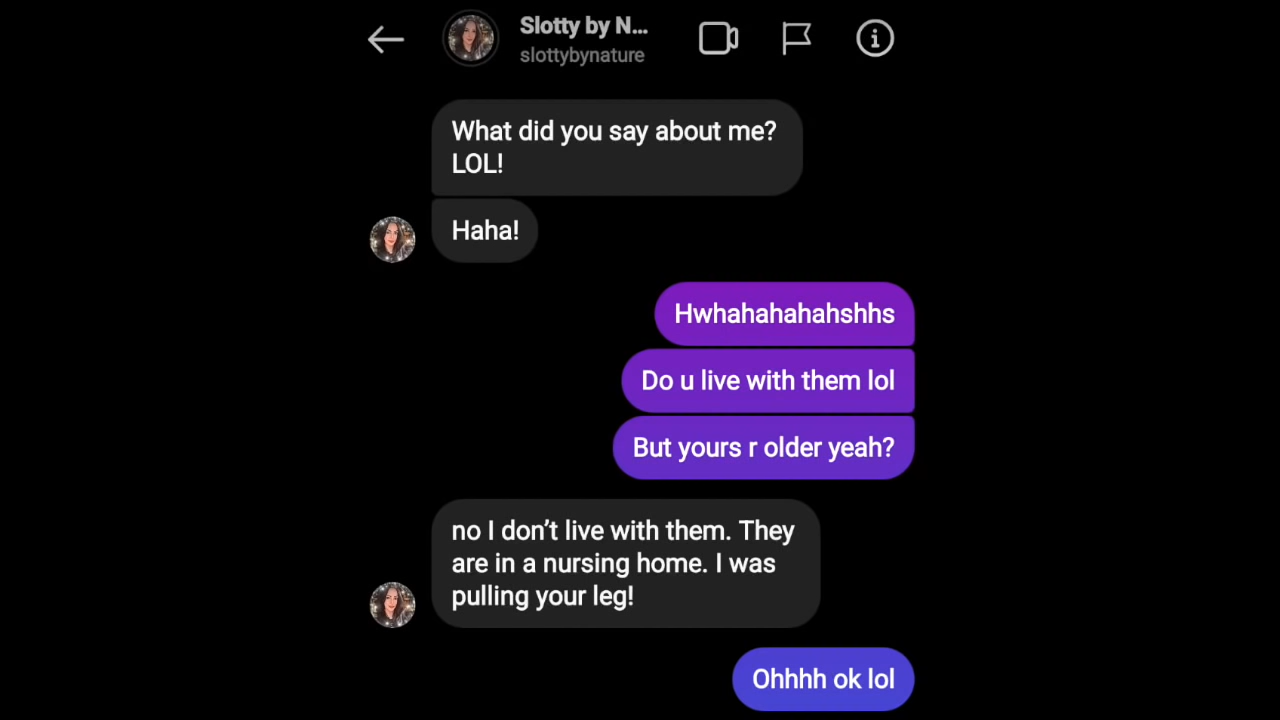 Slotty by N...
slottybynature
What did you say about me?
LOL!
Haha!
Hwhahahahahshhs
Do u live with them lol
But yours r older yeah?
no I don’t live with them. They
are in a nursing home. I was
pulling your leg!
Ohhhh ok lol